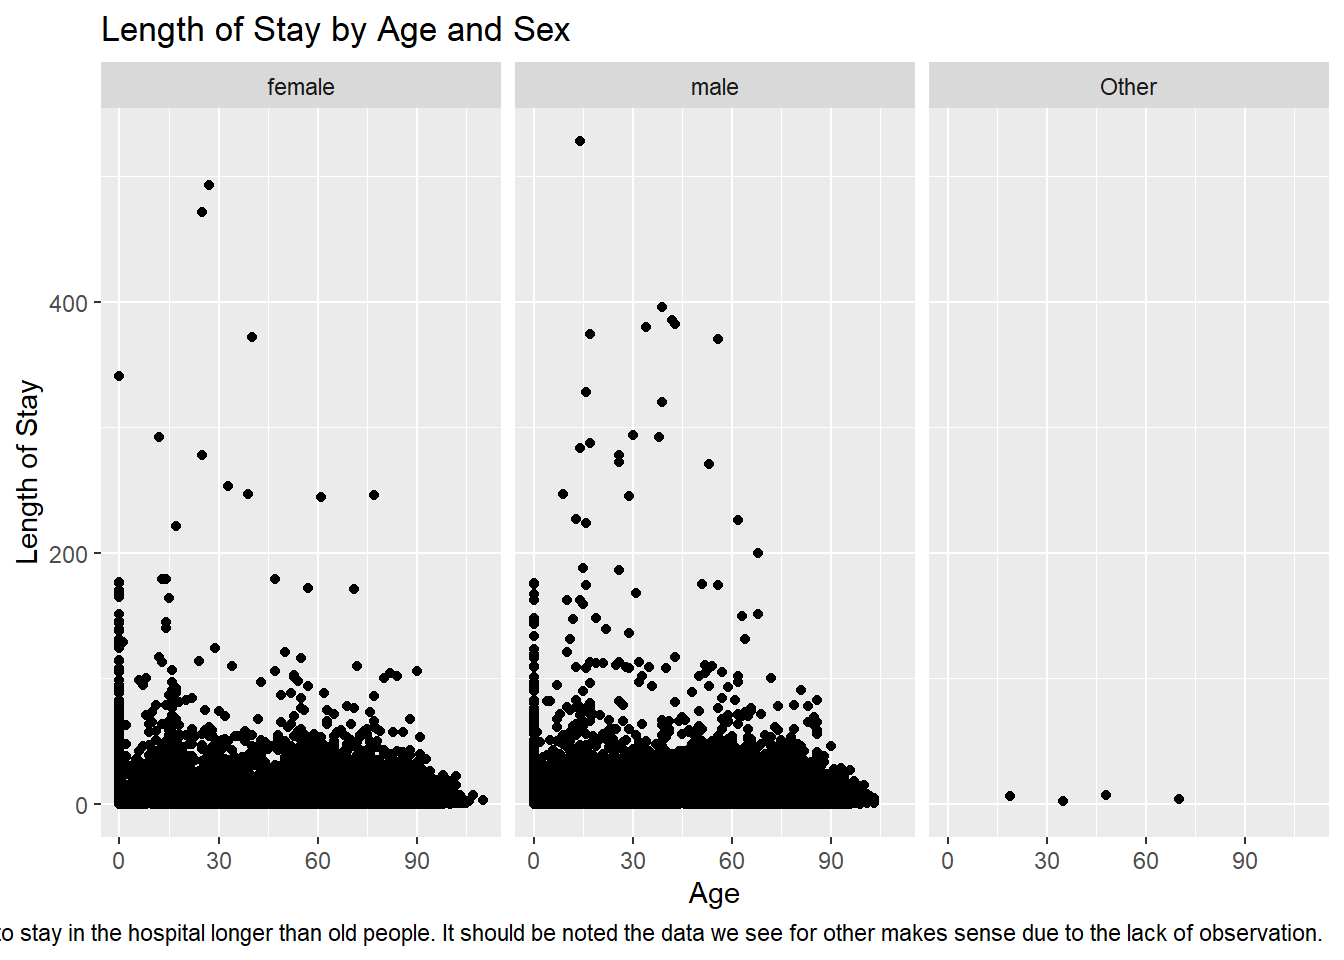 Length of Stay by Age and Sex
female male Other
Length of Stay
400
200
0
0 30 60 90 0 30 60 90 0 30 60 90
Age
to stay in the hospital longer than old people. It should be noted the data we see for other makes sense due to the lack of observation.